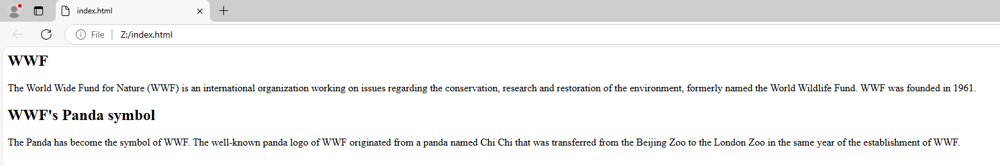 index.html
File
Z:/index.html
WWF
The World Wide Fund for Nature (WWF) is an international organization working on issues regarding the conservation, research and restoration of the environment, formerly named the World Wildlife Fund. WWF was founded in 1961.
WWF's Panda symbol
The Panda has become the symbol of WWF. The well-known panda logo of WWF originated from a panda named Chi Chi that was transferred from the Beijing Zoo to the London Zoo in the same year of the establishment of WWF.